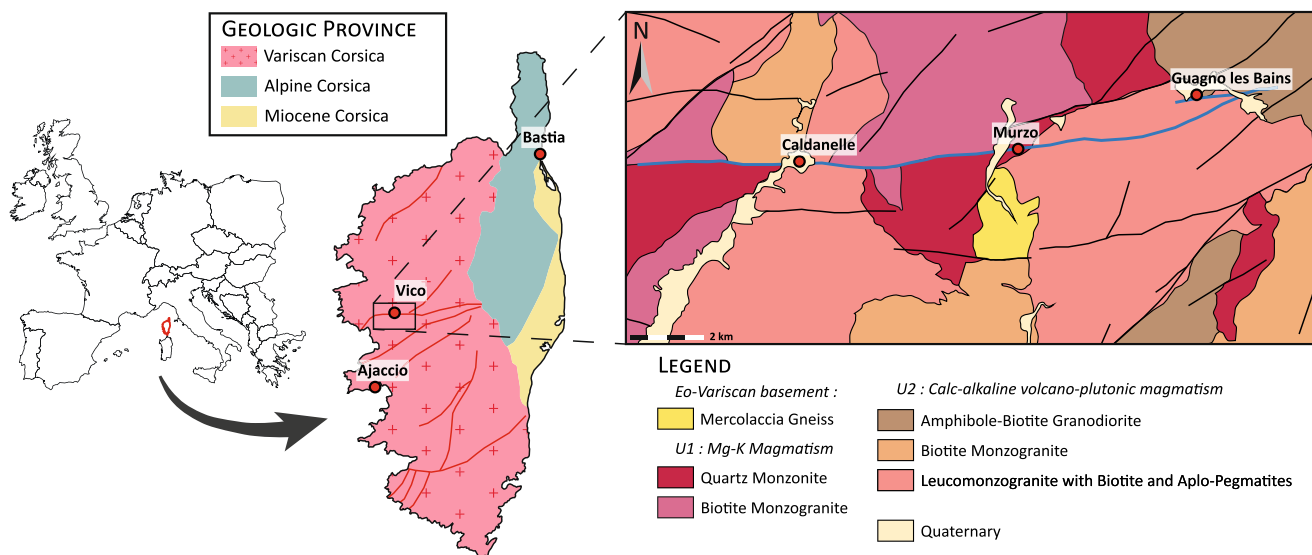 GEOLOGIC PROVINCE
Variscan Corsica
Alpine Corsica
Miocene Corsica
Bastia
Vico
Ajaccio
N
Guagno les Bains
Murzo
Caldanelle
2 km
LEGEND
Eo-Variscan basement :
Mercolaccia Gneiss
U1 : Mg-K Magmatism
Quartz Monzonite
Biotite Monzogranite
U2 : Calc-alkaline volcano-plutonic magmatism
Amphibole-Biotite Granodiorite
Biotite Monzogranite
Leucomonzogranite with Biotite and Aplo-Pegmatites
Quaternary